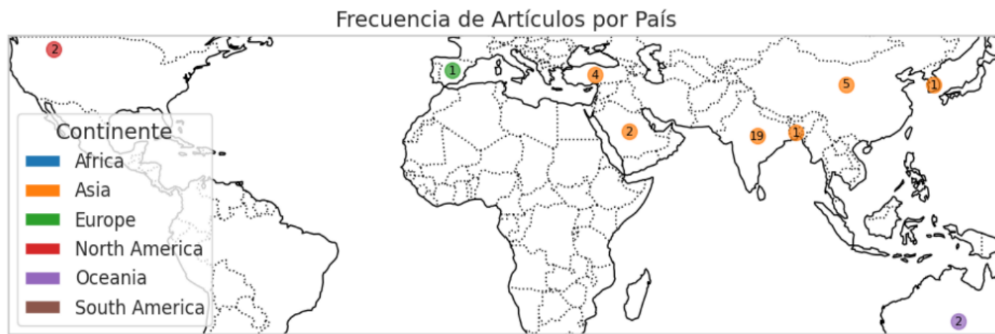 Frecuencia de Artículos por País
2
1
4
5
1
2
19
1
Continente
Africa
Asia
Europe
North America
Oceania
South America
2